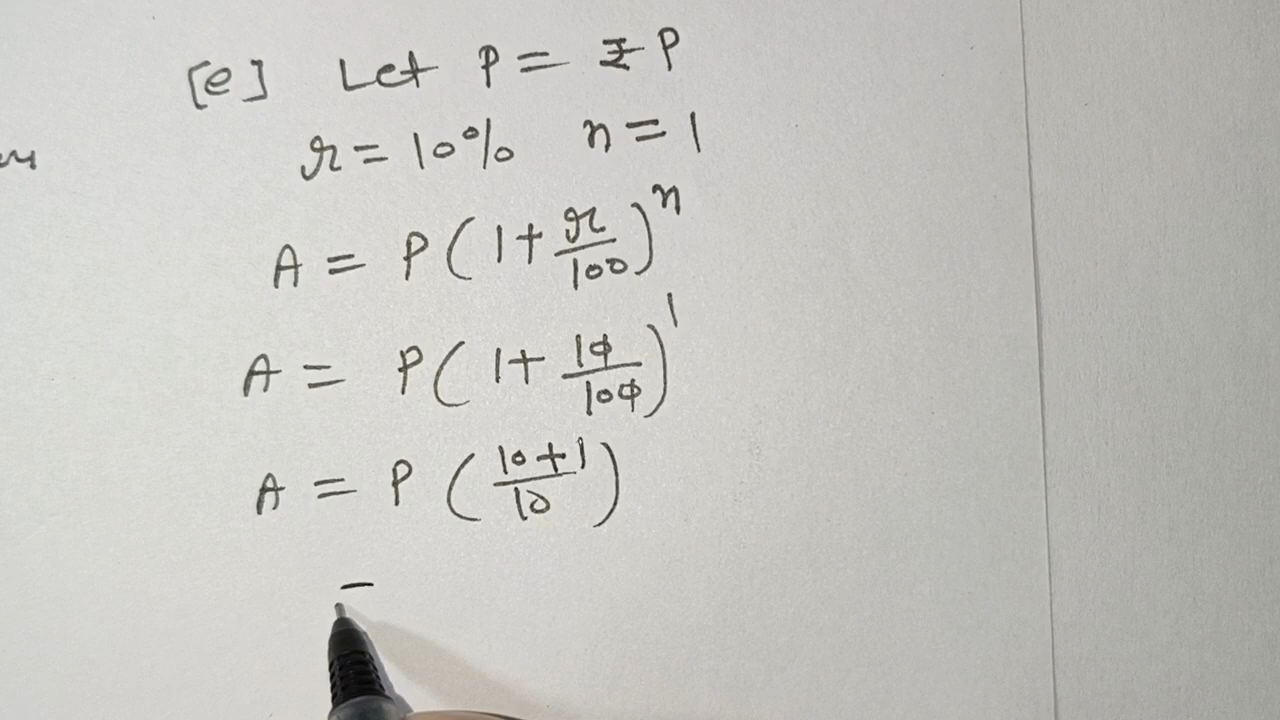 [e] Let P = ₹ P
r = 10% n = 1
A = P ( 1 + r/100 )^n
A = P ( 1 + 10/100 )^1
A = P ( 10+1/10 )